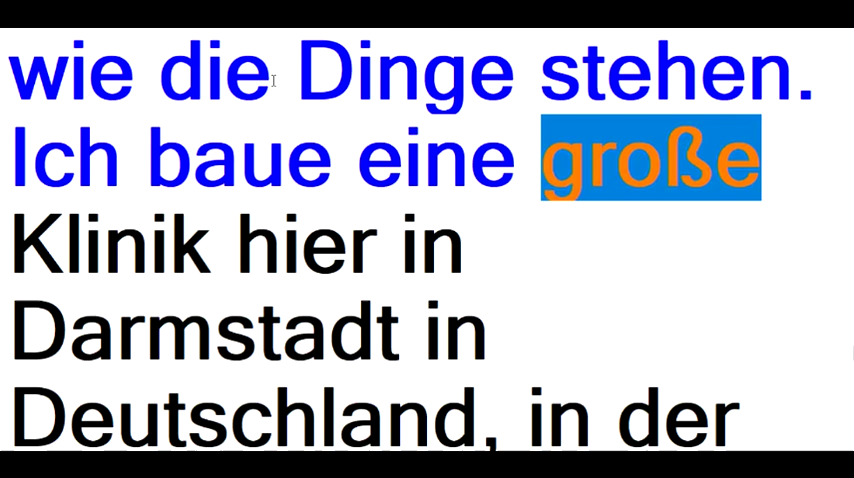 wie die Dinge stehen.
Ich baue eine große
Klinik hier in
Darmstadt in
Deutschland, in der